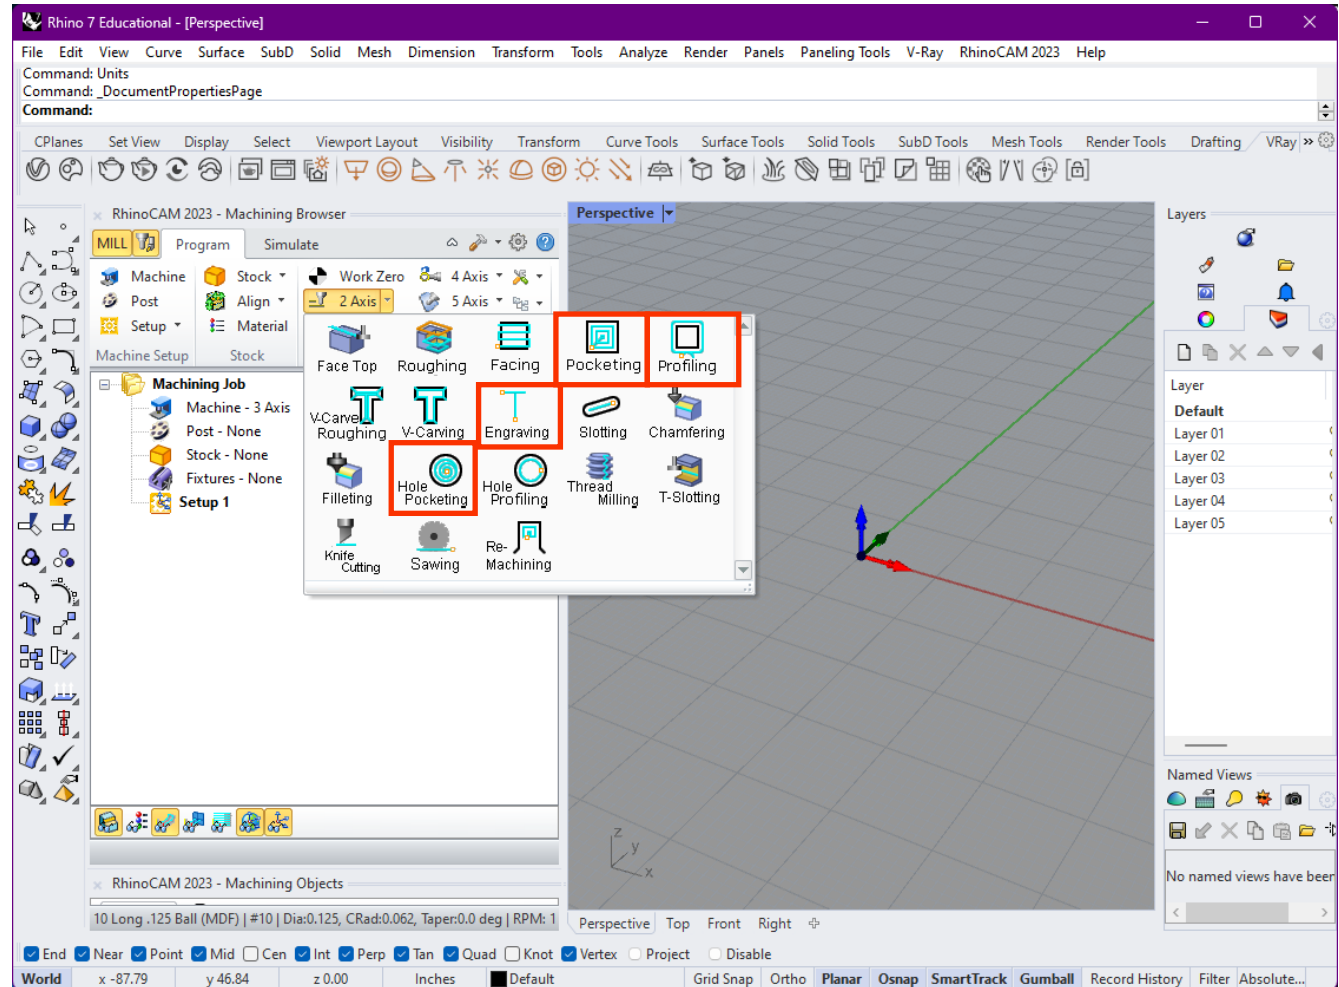 Rhino 7 Educational - [Perspective]
File Edit View Curve Surface SubD Solid Mesh Dimension Transform Tools Analyze Render Panels Paneling Tools V-Ray RhinoCAM 2023 Help
Command: Units
Command: _DocumentPropertiesPage
Command:
CPlanes Set View Display Select Viewport Layout Visibility Transform Curve Tools Surface Tools Solid Tools SubD Tools Mesh Tools Render Tools Drafting VRay »
RhinoCAM 2023 - Machining Browser
MILL Program Simulate
Machine Stock Work Zero 4 Axis
Post Align 2 Axis 5 Axis
Setup Material
Machine Setup Stock
Face Top Roughing Facing Pocketing Profiling
V-Carve Roughing V-Carving Engraving Slotting Chamfering
Filleting Hole Pocketing Hole Profiling Thread Milling T-Slotting
Knife Cutting Sawing Re-Machining
Machining Job
Machine - 3 Axis
Post - None
Stock - None
Fixtures - None
Setup 1
RhinoCAM 2023 - Machining Objects
10 Long .125 Ball (MDF) | #10 | Dia:0.125, CRad:0.062, Taper:0.0 deg | RPM: 1
Perspective
z
y
x
Perspective Top Front Right
Layers
Layer
Default
Layer 01
Layer 02
Layer 03
Layer 04
Layer 05
Named Views
No named views have been
End Near Point Mid Cen Int Perp Tan Quad Knot Vertex Project Disable
World x -87.79 y 46.84 z 0.00 Inches Default Grid Snap Ortho Planar Osnap SmartTrack Gumball Record History Filter Absolute...